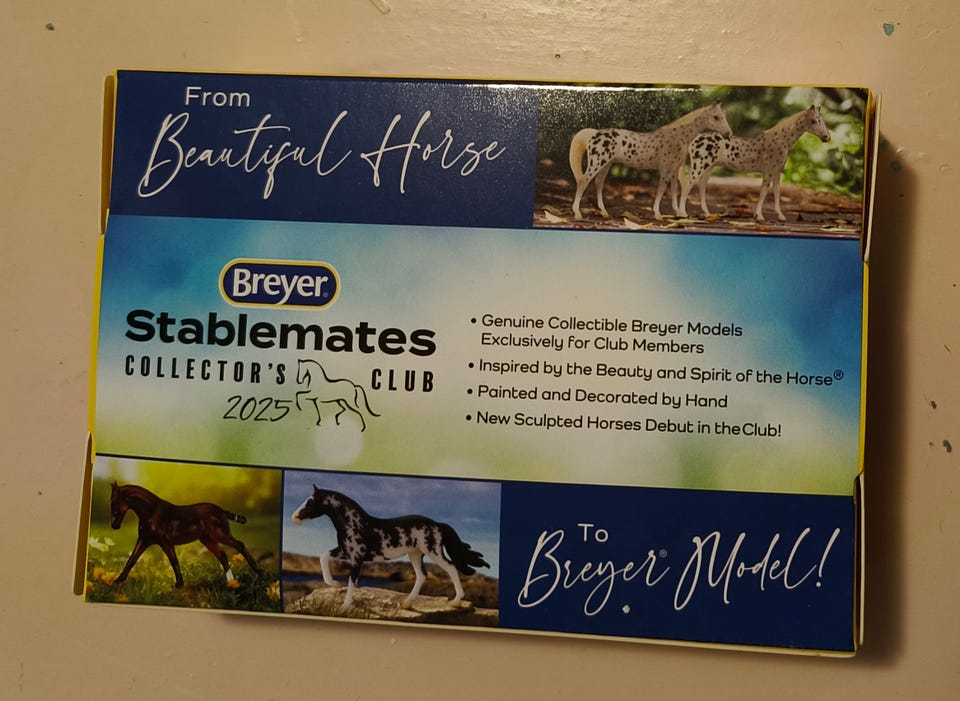 From
Beautiful Horse
Breyer®
Stablemates
COLLECTOR'S CLUB
2025
• Genuine Collectible Breyer Models
Exclusively for Club Members
• Inspired by the Beauty and Spirit of the Horse®
• Painted and Decorated by Hand
• New Sculpted Horses Debut in the Club!
To
Breyer® Model!